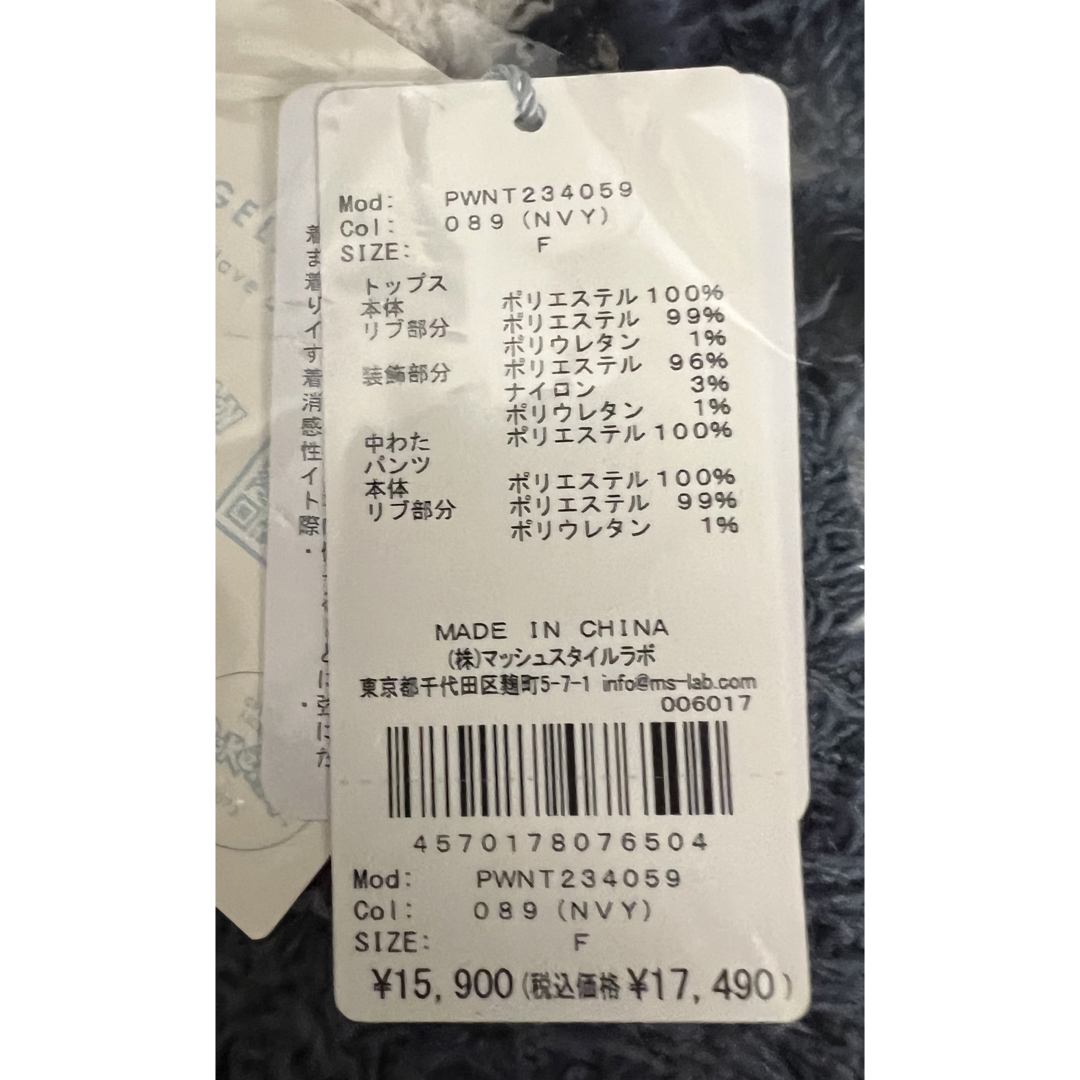 Mod: PWNT234059
Col: 089 (NVY)
SIZE: F
トップス
本体 ポリエステル 100%
リブ部分 ポリエステル 99%
ポリウレタン 1%
装飾部分 ポリエステル 96%
ナイロン 3%
ポリウレタン 1%
中わた ポリエステル 100%
パンツ
本体 ポリエステル 100%
リブ部分 ポリエステル 99%
ポリウレタン 1%
MADE IN CHINA
(株)マッシュスタイルラボ
東京都千代田区麹町5-7-1 info@ms-lab.com
006017
4570178076504
Mod: PWNT234059
Col: 089 (NVY)
SIZE: F
¥15,900 (税込価格 ¥17,490)